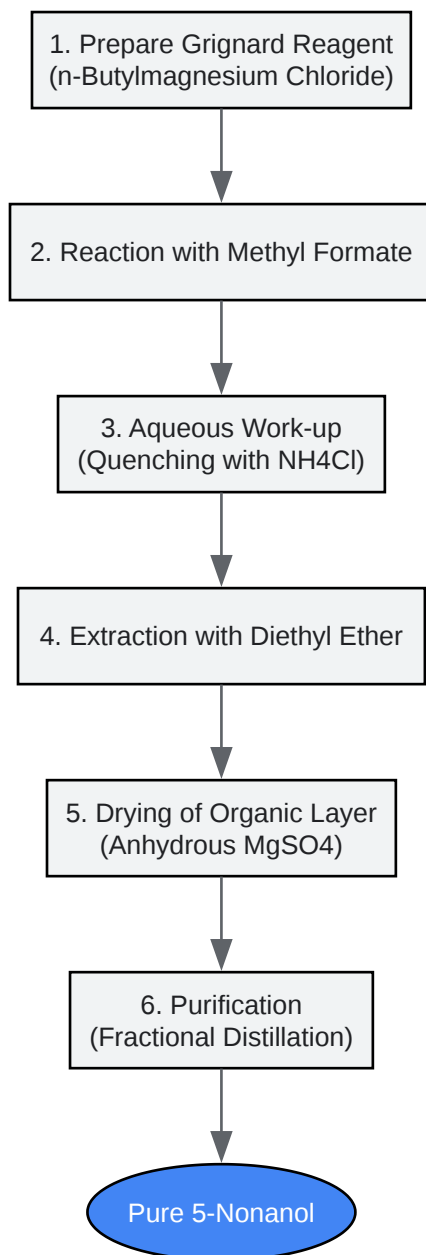 1. Prepare Grignard Reagent
(n-Butylmagnesium Chloride)
2. Reaction with Methyl Formate
3. Aqueous Work-up
(Quenching with NH4Cl)
4. Extraction with Diethyl Ether
5. Drying of Organic Layer
(Anhydrous MgSO4)
6. Purification
(Fractional Distillation)
Pure 5-Nonanol